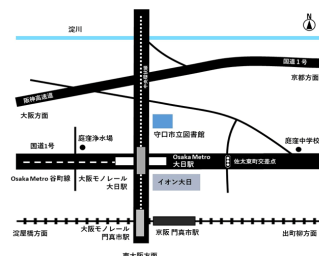 N
淀川
国道1号
阪神高速道
京都方面
大阪方面
守口市立図書館
庭窪浄水場
庭窪中学校
国道1号
Osaka Metro
大日駅
佐太東町交差点
Osaka Metro 谷町線
大阪モノレール
大日駅
イオン大日
大阪モノレール
門真市駅
京阪 門真市駅
淀屋橋方面
出町柳方面
東大阪方面